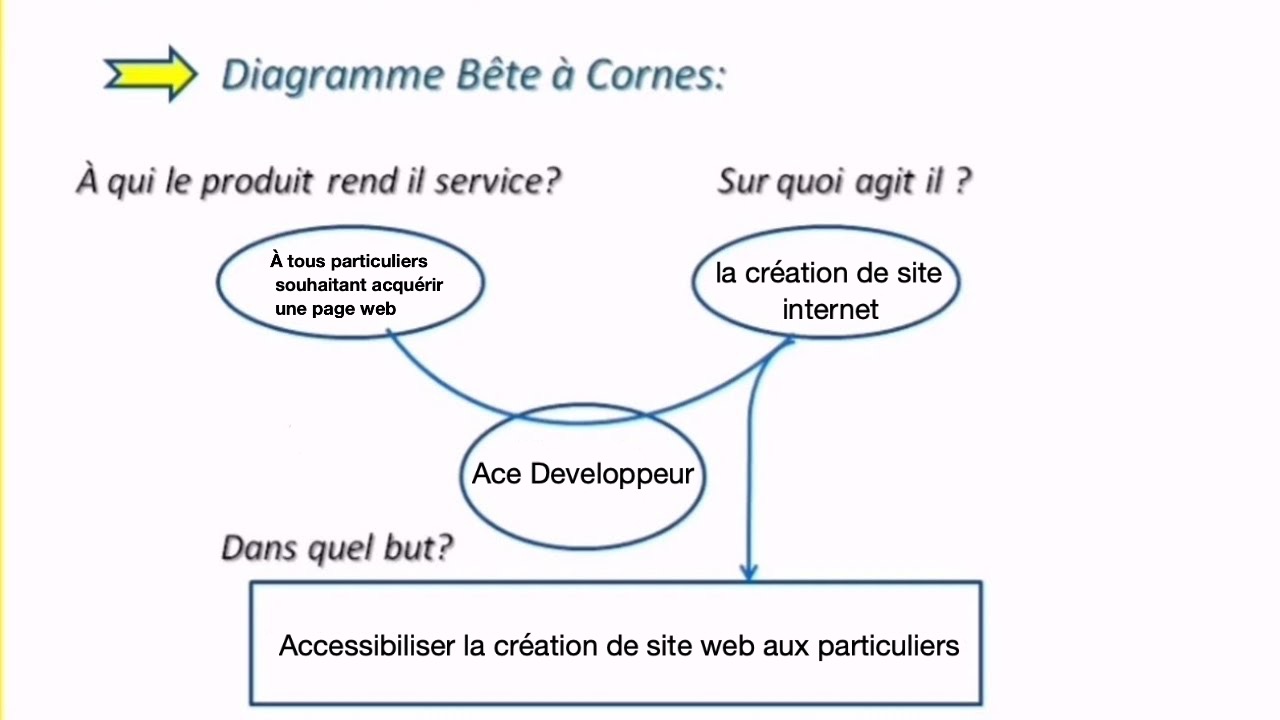 Diagramme Bête à Cornes:
À qui le produit rend il service?
Sur quoi agit il ?
À tous particuliers
souhaitant acquérir
une page web
la création de site
internet
Ace Developpeur
Dans quel but?
Accessibiliser la création de site web aux particuliers